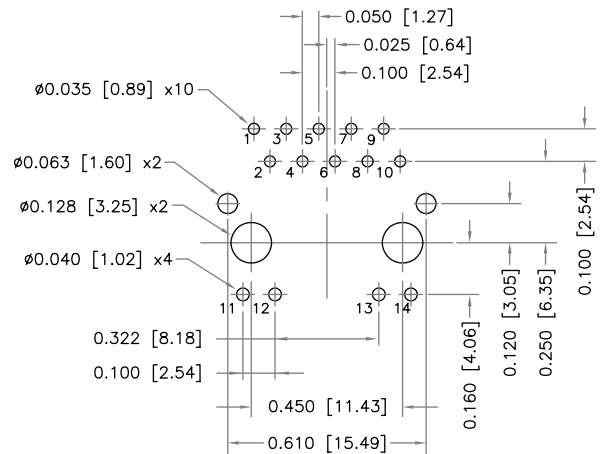 0.050 [1.27]
0.025 [0.64]
0.100 [2.54]
ø0.035 [0.89] x10
1 3 5 7 9
2 4 6 8 10
ø0.063 [1.60] x2
ø0.128 [3.25] x2
ø0.040 [1.02] x4
11 12 13 14
0.322 [8.18]
0.100 [2.54]
0.450 [11.43]
0.610 [15.49]
0.160 [4.06]
0.120 [3.05]
0.250 [6.35]
0.100 [2.54]